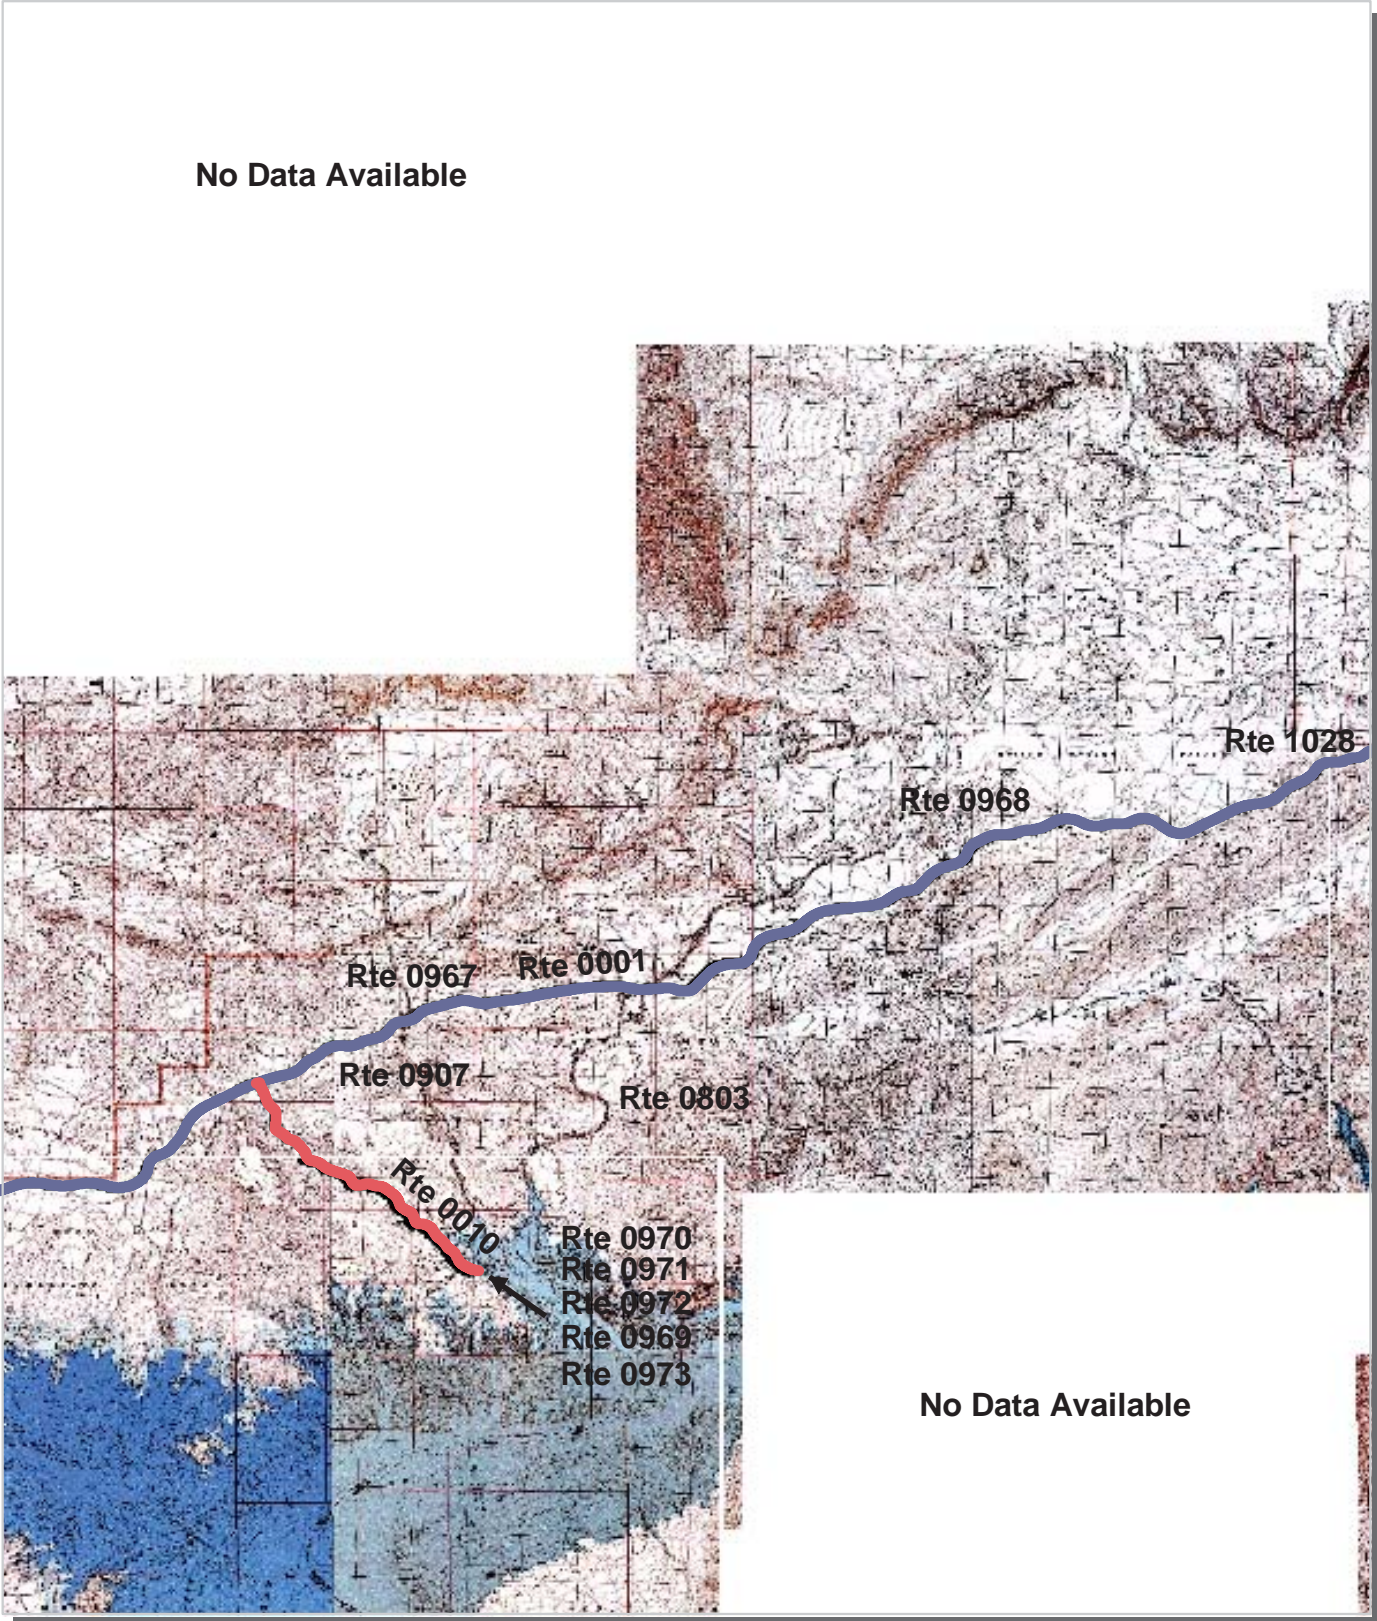 No Data Available
Rte 1028
Rte 0968
Rte 0001
Rte 0967
Rte 0907
Rte 0803
Rte 0010
Rte 0970
Rte 0971
Rte 0972
Rte 0969
Rte 0973
No Data Available